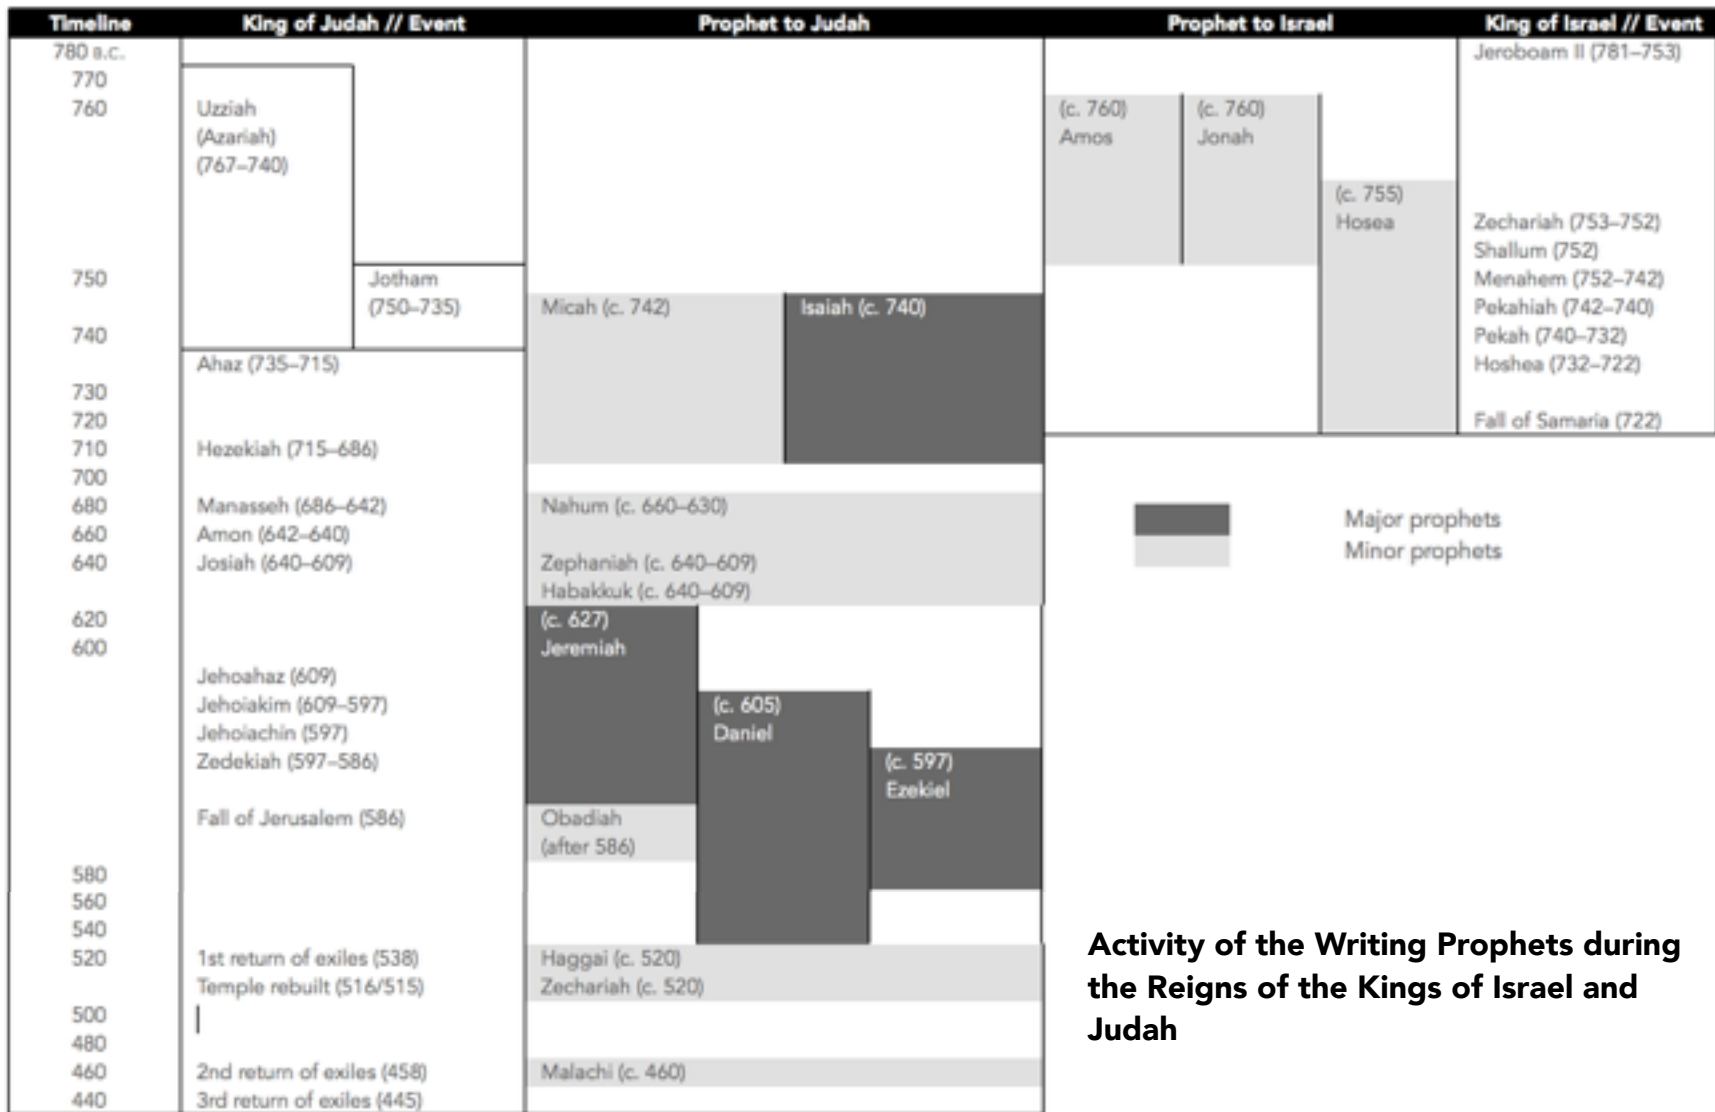 Timeline King of Judah // Event Prophet to Judah Prophet to Israel King of Israel // Event
780 B.C. Jeroboam II (781–753)
770
760 Uzziah (c. 760) (c. 760)
(Azariah) Amos Jonah
(767–740)
(c. 755)
Hosea Zechariah (753–752)
Shallum (752)
750 Jotham Menahem (752–742)
(750–735) Micah (c. 742) Isaiah (c. 740) Pekahiah (742–740)
740 Pekah (740–732)
Ahaz (735–715) Hoshea (732–722)
730
720 Fall of Samaria (722)
710 Hezekiah (715–686)
700
680 Manasseh (686–642) Nahum (c. 660–630)
660 Amon (642–640)
640 Josiah (640–609) Zephaniah (c. 640–609)
Habakkuk (c. 640–609)
620 (c. 627)
600 Jeremiah
Jehoahaz (609)
Jehoiakim (609–597) (c. 605)
Jehoiachin (597) Daniel
Zedekiah (597–586) (c. 597)
Ezekiel
Fall of Jerusalem (586) Obadiah
(after 586)
580
560
540
520 1st return of exiles (538) Haggai (c. 520)
Temple rebuilt (516/515) Zechariah (c. 520)
500
480
460 2nd return of exiles (458) Malachi (c. 460)
440 3rd return of exiles (445)
Major prophets
Minor prophets
Activity of the Writing Prophets during
the Reigns of the Kings of Israel and
Judah